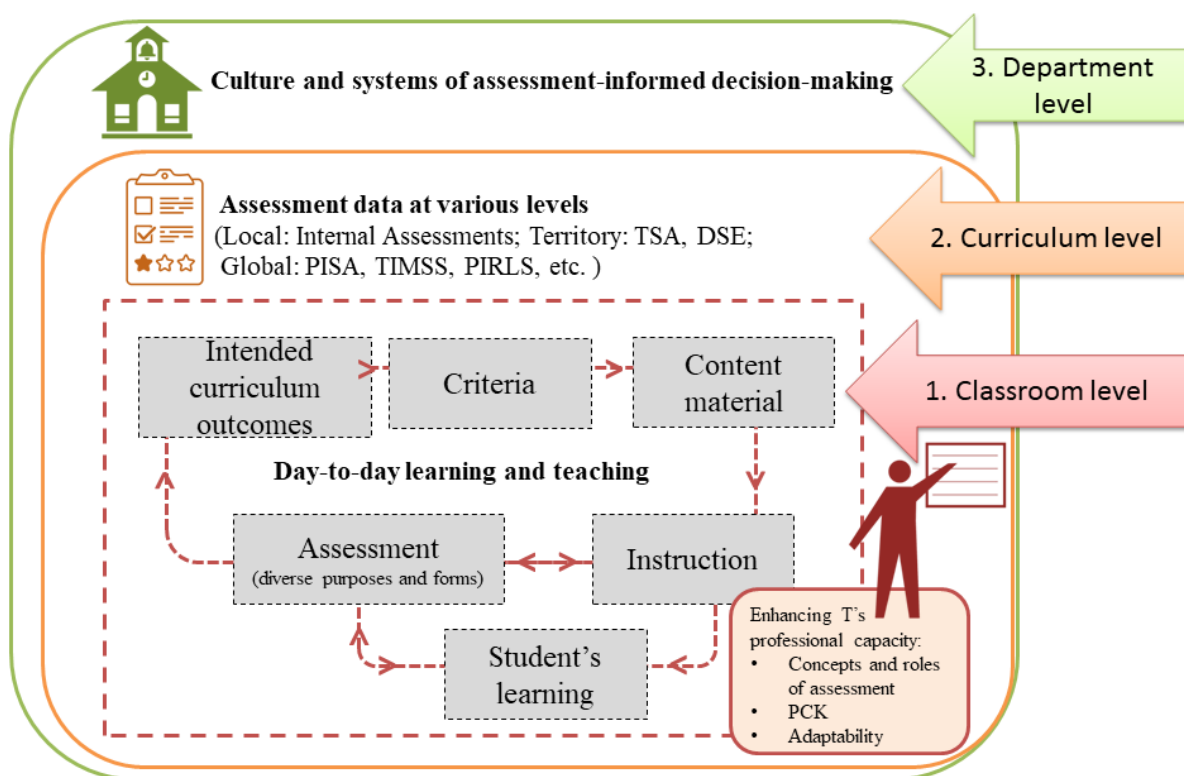 Culture and systems of assessment-informed decision-making
3. Department
level
Assessment data at various levels
(Local: Internal Assessments; Territory: TSA, DSE;
Global: PISA, TIMSS, PIRLS, etc. )
2. Curriculum level
Intended
curriculum
outcomes
Criteria
Content
material
1. Classroom level
Day-to-day learning and teaching
Assessment
(diverse purposes and forms)
Instruction
Student’s
learning
Enhancing T’s
professional capacity:
• Concepts and roles
of assessment
• PCK
• Adaptability